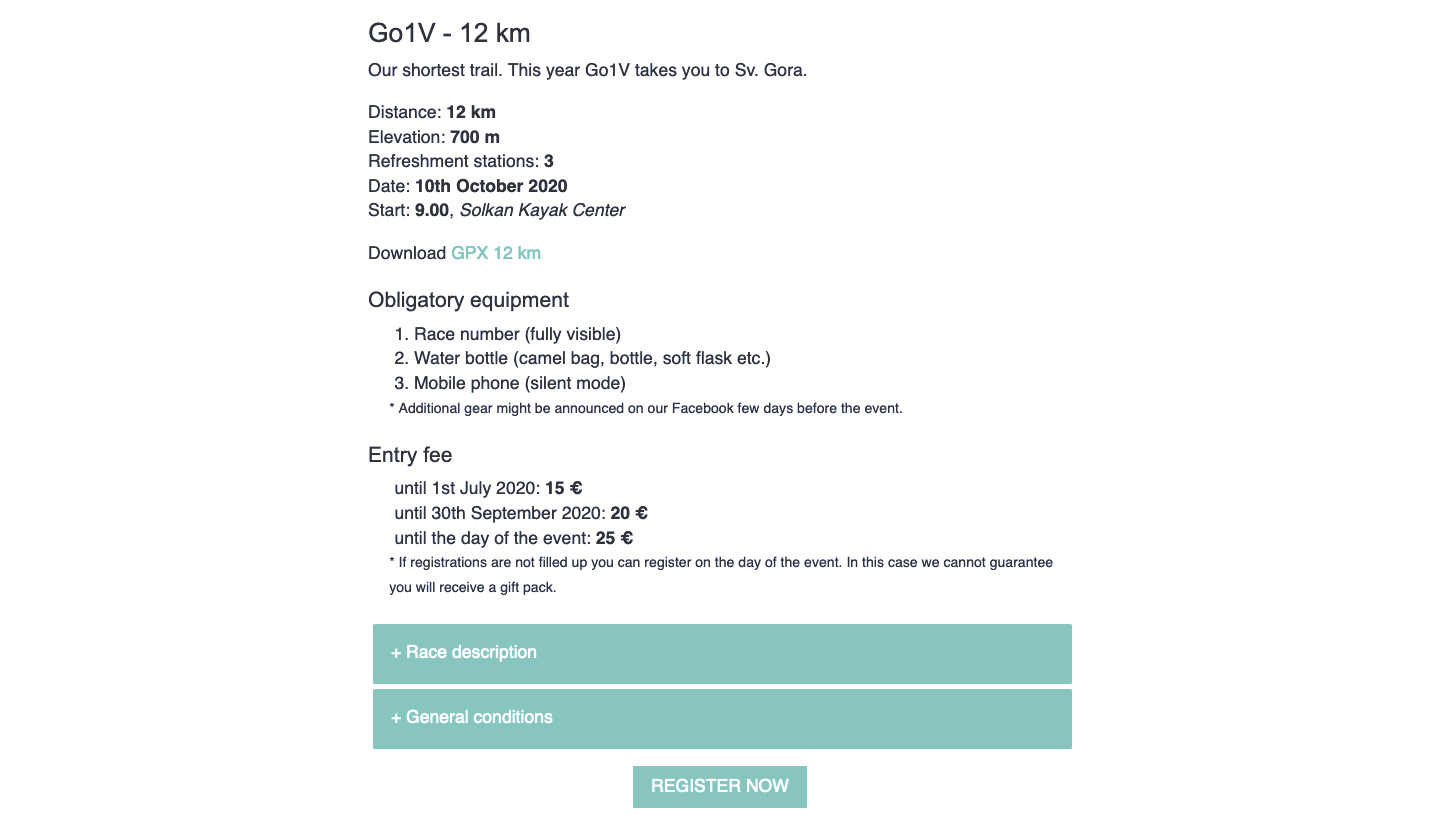 Go1V - 12 km
Our shortest trail. This year Go1V takes you to Sv. Gora.
Distance: 12 km
Elevation: 700 m
Refreshment stations: 3
Date: 10th October 2020
Start: 9.00, Solkan Kayak Center
Download GPX 12 km
Obligatory equipment
1. Race number (fully visible)
2. Water bottle (camel bag, bottle, soft flask etc.)
3. Mobile phone (silent mode)
* Additional gear might be announced on our Facebook few days before the event.
Entry fee
until 1st July 2020: 15 €
until 30th September 2020: 20 €
until the day of the event: 25 €
* If registrations are not filled up you can register on the day of the event. In this case we cannot guarantee
you will receive a gift pack.
+ Race description
+ General conditions
REGISTER NOW